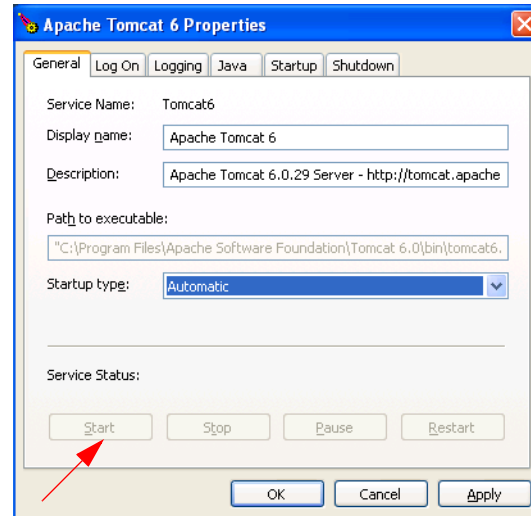 Apache Tomcat 6 Properties
General Log On Logging Java Startup Shutdown
Service Name: Tomcat6
Display name: Apache Tomcat 6
Description: Apache Tomcat 6.0.29 Server - http://tomcat.apache
Path to executable:
"C:\Program Files\Apache Software Foundation\Tomcat 6.0\bin\tomcat6.
Startup type: Automatic
Service Status:
Start Stop Pause Restart
OK Cancel Apply